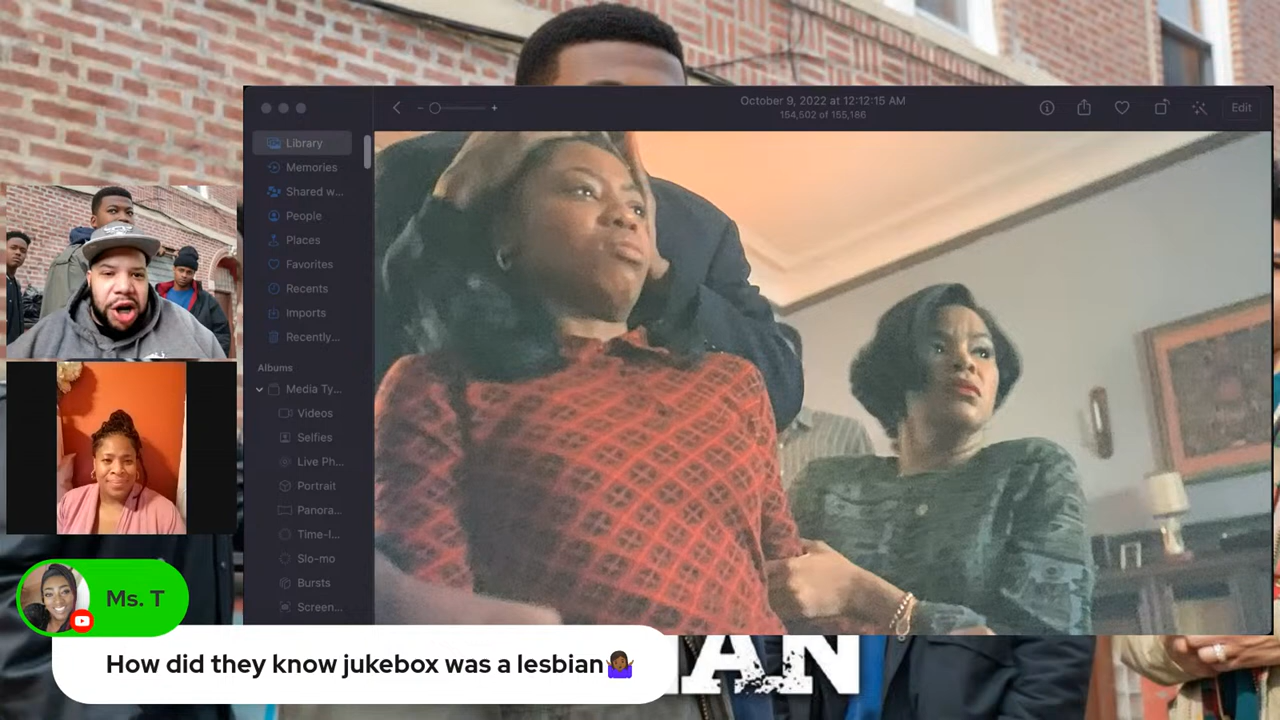 October 9, 2022 at 12:12:15 AM
154,502 of 155,186
Edit
Library
Memories
Shared w...
People
Places
Favorites
Recents
Imports
Recently...
Albums
Media Ty...
Videos
Selfies
Live Ph...
Portrait
Panora...
Time-l...
Slo-mo
Bursts
Screen...
Ms. T
How did they know jukebox was a lesbian🤷🏾‍♀️
AN